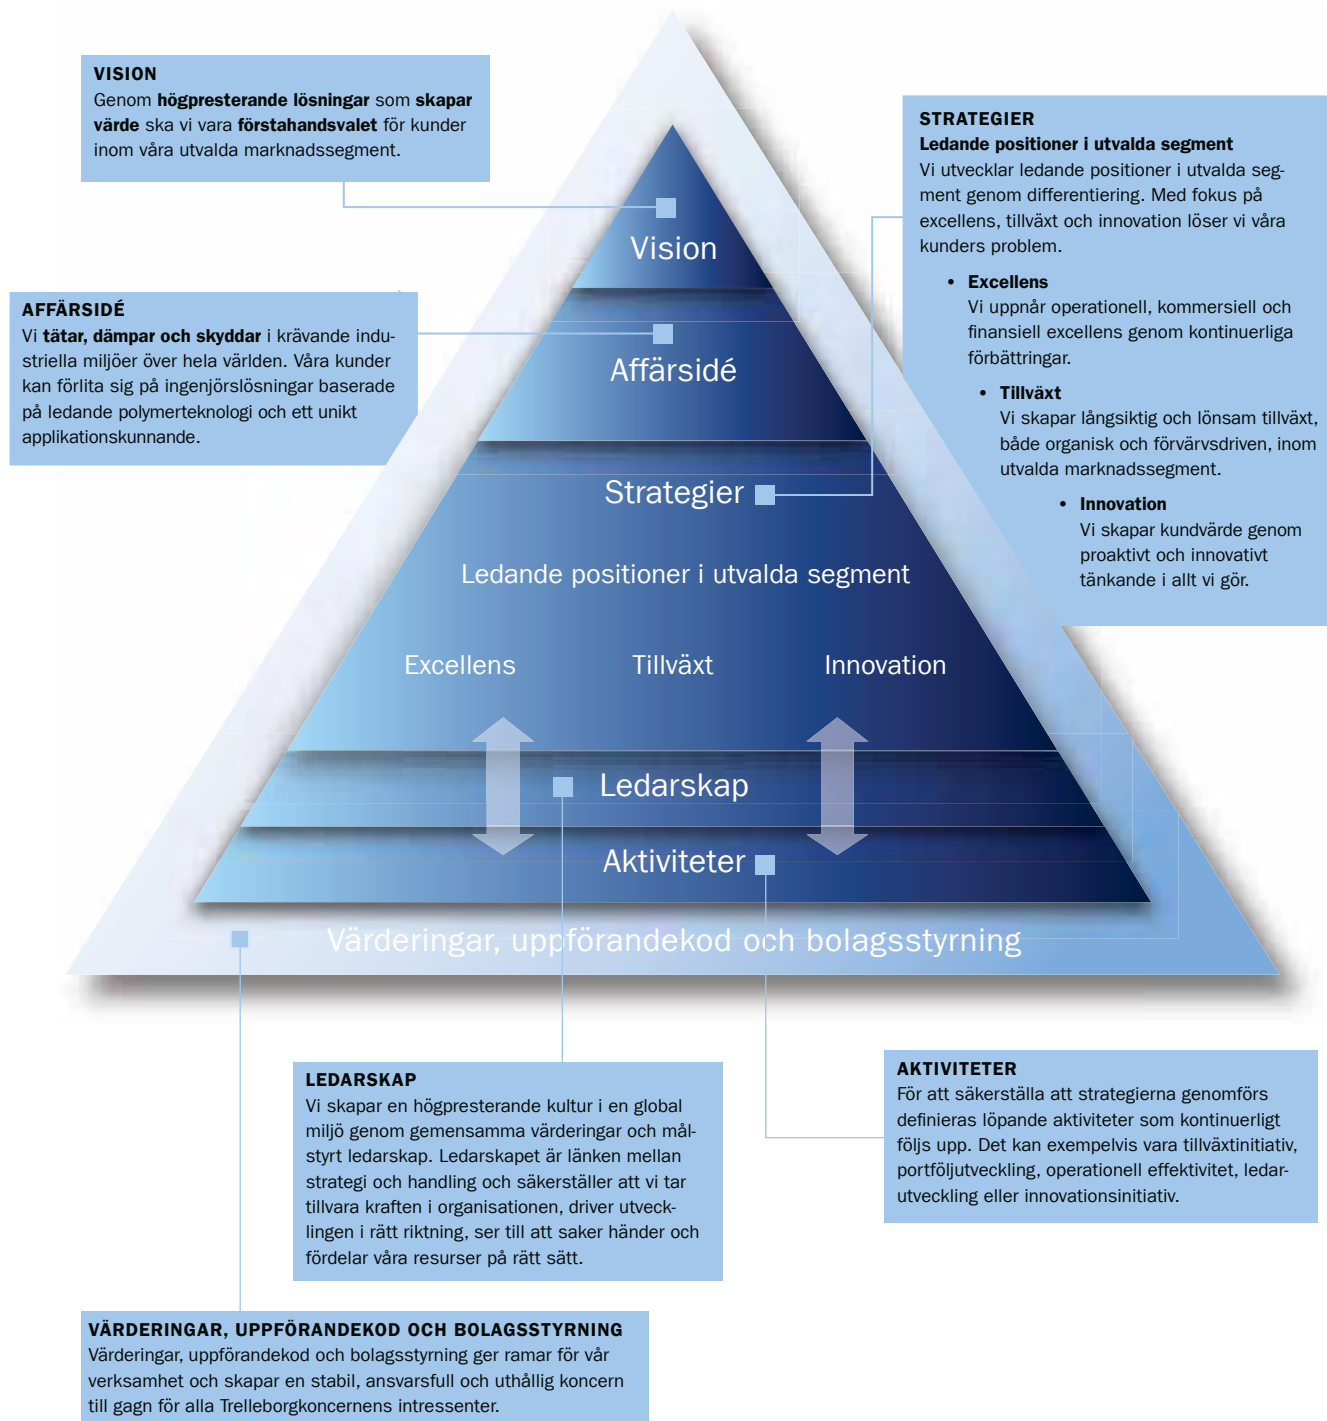 VISION
Genom högpresterande lösningar som skapar
värde ska vi vara förstahandsvalet för kunder
inom våra utvalda marknadssegment.
STRATEGIER
Ledande positioner i utvalda segment
Vi utvecklar ledande positioner i utvalda seg-
ment genom differentiering. Med fokus på
excellens, tillväxt och innovation löser vi våra
kunders problem.
• Excellens
Vi uppnår operationell, kommersiell och
finansiell excellens genom kontinuerliga
förbättringar.
• Tillväxt
Vi skapar långsiktig och lönsam tillväxt,
både organisk och förvärvsdriven, inom
utvalda marknadssegment.
• Innovation
Vi skapar kundvärde genom
proaktivt och innovativt
tänkande i allt vi gör.
AFFÄRSIDÉ
Vi tätar, dämpar och skyddar i krävande indu-
striella miljöer över hela världen. Våra kunder
kan förlita sig på ingenjörslösningar baserade
på ledande polymerteknologi och ett unikt
applikationskunnande.
Vision
Affärsidé
Strategier
Ledande positioner i utvalda segment
Excellens Tillväxt Innovation
Ledarskap
Aktiviteter
Värderingar, uppförandekod och bolagsstyrning
LEDARSKAP
Vi skapar en högpresterande kultur i en global
miljö genom gemensamma värderingar och mål-
styrt ledarskap. Ledarskapet är länken mellan
strategi och handling och säkerställer att vi tar
tillvara kraften i organisationen, driver utveck-
lingen i rätt riktning, ser till att saker händer och
fördelar våra resurser på rätt sätt.
AKTIVITETER
För att säkerställa att strategierna genomförs
definieras löpande aktiviteter som kontinuerligt
följs upp. Det kan exempelvis vara tillväxtinitiativ,
portföljutveckling, operationell effektivitet, ledar-
utveckling eller innovationsinitiativ.
VÄRDERINGAR, UPPFÖRANDEKOD OCH BOLAGSSTYRNING
Värderingar, uppförandekod och bolagsstyrning ger ramar för vår
verksamhet och skapar en stabil, ansvarsfull och uthållig koncern
till gagn för alla Trelleborgkoncernens intressenter.